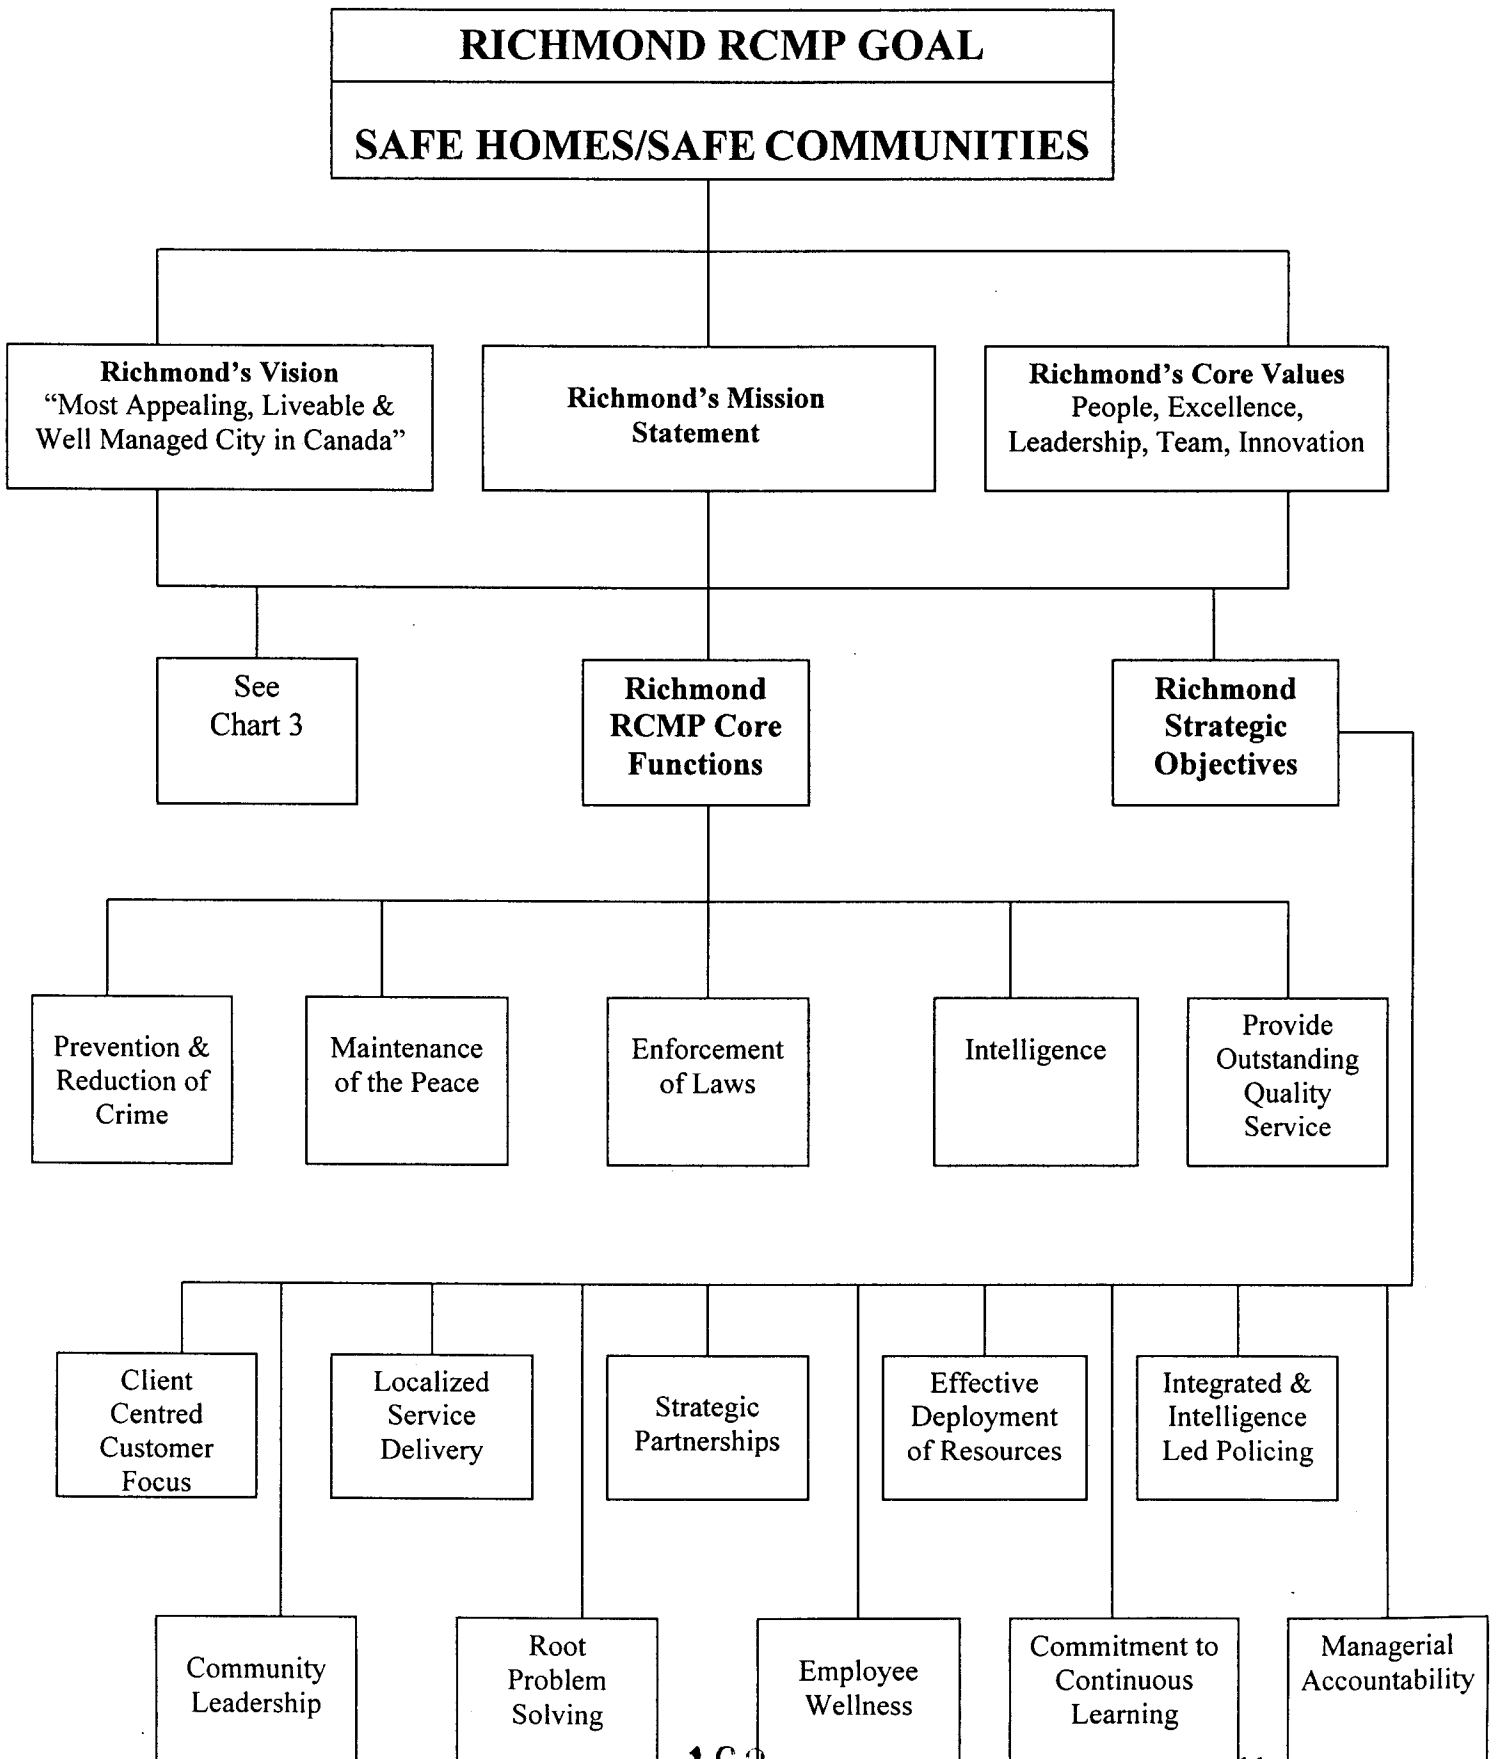 RICHMOND RCMP GOAL
SAFE HOMES/SAFE COMMUNITIES
Richmond's Vision
“Most Appealing, Liveable &
Well Managed City in Canada”
Richmond's Mission
Statement
Richmond's Core Values
People, Excellence,
Leadership, Team, Innovation
See
Chart 3
Richmond
RCMP Core
Functions
Richmond
Strategic
Objectives
Prevention &
Reduction of
Crime
Maintenance
of the Peace
Enforcement
of Laws
Intelligence
Provide
Outstanding
Quality
Service
Client
Centred
Customer
Focus
Localized
Service
Delivery
Strategic
Partnerships
Effective
Deployment
of Resources
Integrated &
Intelligence
Led Policing
Community
Leadership
Root
Problem
Solving
Employee
Wellness
Commitment to
Continuous
Learning
Managerial
Accountability